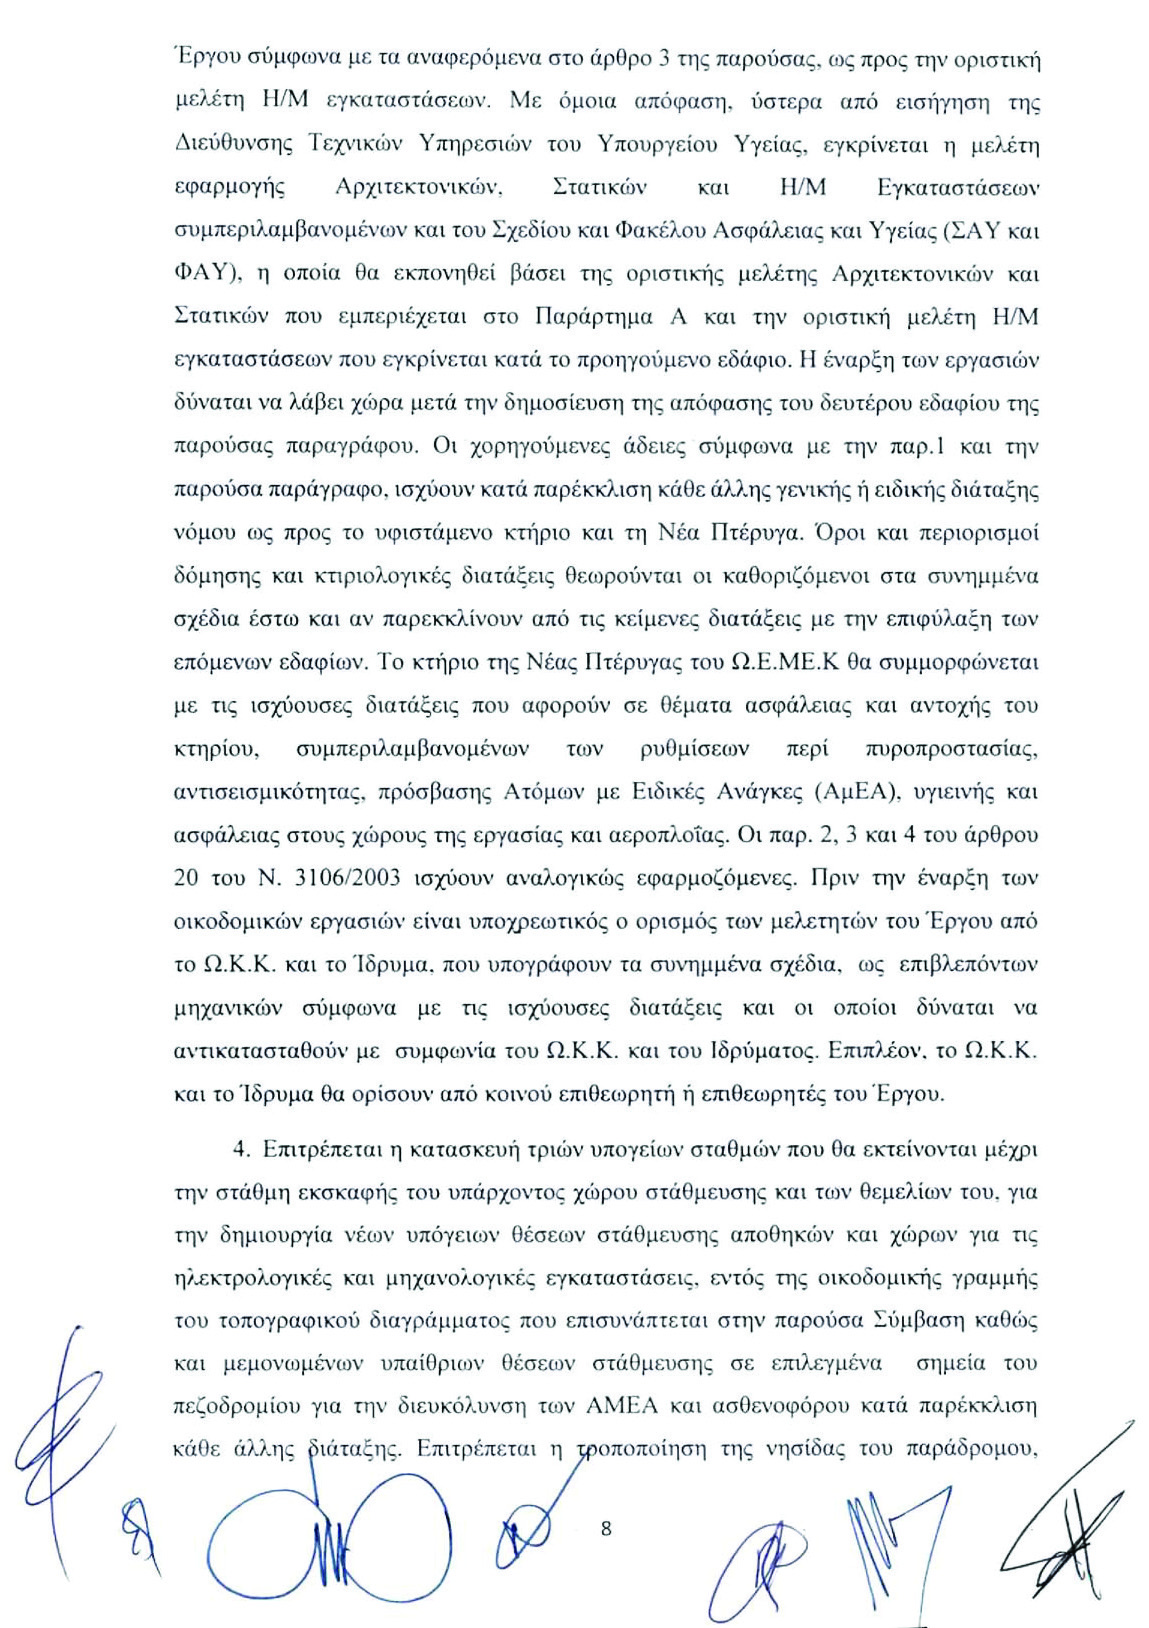 Έργου σύμφωνα με τα αναφερόμενα στο άρθρο 3 της παρούσας, ως προς την οριστική
μελέτη Η/Μ εγκαταστάσεων. Με όμοια απόφαση, ύστερα από εισήγηση της
Διεύθυνσης Τεχνικών Υπηρεσιών του Υπουργείου Υγείας, εγκρίνεται η μελέτη
εφαρμογής Αρχιτεκτονικών, Στατικών και Η/Μ Εγκαταστάσεων
συμπεριλαμβανομένων και του Σχεδίου και Φακέλου Ασφάλειας και Υγείας (ΣΑΥ και
ΦΑΥ), η οποία θα εκπονηθεί βάσει της οριστικής μελέτης Αρχιτεκτονικών και
Στατικών που εμπεριέχεται στο Παράρτημα Α και την οριστική μελέτη Η/Μ
εγκαταστάσεων που εγκρίνεται κατά το προηγούμενο εδάφιο. Η έναρξη των εργασιών
δύναται να λάβει χώρα μετά την δημοσίευση της απόφασης του δευτέρου εδαφίου της
παρούσας παραγράφου. Οι χορηγούμενες άδειες σύμφωνα με την παρ.1 και την
παρούσα παράγραφο, ισχύουν κατά παρέκκλιση κάθε άλλης γενικής ή ειδικής διάταξης
νόμου ως προς το υφιστάμενο κτήριο και τη Νέα Πτέρυγα. Όροι και περιορισμοί
δόμησης και κτιριολογικές διατάξεις θεωρούνται οι καθοριζόμενοι στα συνημμένα
σχέδια έστω και αν παρεκκλίνουν από τις κείμενες διατάξεις με την επιφύλαξη των
επόμενων εδαφίων. Το κτήριο της Νέας Πτέρυγας του Ω.Ε.ΜΕ.Κ θα συμμορφώνεται
με τις ισχύουσες διατάξεις που αφορούν σε θέματα ασφάλειας και αντοχής του
κτηρίου, συμπεριλαμβανομένων των ρυθμίσεων περί πυροπροστασίας,
αντισεισμικότητας, πρόσβασης Ατόμων με Ειδικές Ανάγκες (ΑμΕΑ), υγιεινής και
ασφάλειας στους χώρους της εργασίας και αεροπλοΐας. Οι παρ. 2, 3 και 4 του άρθρου
20 του Ν. 3106/2003 ισχύουν αναλογικώς εφαρμοζόμενες. Πριν την έναρξη των
οικοδομικών εργασιών είναι υποχρεωτικός ο ορισμός των μελετητών του Έργου από
το Ω.Κ.Κ. και το Ίδρυμα, που υπογράφουν τα συνημμένα σχέδια, ως επιβλεπόντων
μηχανικών σύμφωνα με τις ισχύουσες διατάξεις και οι οποίοι δύναται να
αντικατασταθούν με συμφωνία του Ω.Κ.Κ. και του Ιδρύματος. Επιπλέον, το Ω.Κ.Κ.
και το Ίδρυμα θα ορίσουν από κοινού επιθεωρητή ή επιθεωρητές του Έργου.
4. Επιτρέπεται η κατασκευή τριών υπογείων σταθμών που θα εκτείνονται μέχρι
την στάθμη εκσκαφής του υπάρχοντος χώρου στάθμευσης και των θεμελίων του, για
την δημιουργία νέων υπόγειων θέσεων στάθμευσης αποθηκών και χώρων για τις
ηλεκτρολογικές και μηχανολογικές εγκαταστάσεις, εντός της οικοδομικής γραμμής
του τοπογραφικού διαγράμματος που επισυνάπτεται στην παρούσα Σύμβαση καθώς
και μεμονωμένων υπαίθριων θέσεων στάθμευσης σε επιλεγμένα σημεία του
πεζοδρομίου για την διευκόλυνση των ΑΜΕΑ και ασθενοφόρου κατά παρέκκλιση
κάθε άλλης διάταξης. Επιτρέπεται η τροποποίηση της νησίδας του παράδρομου,
8